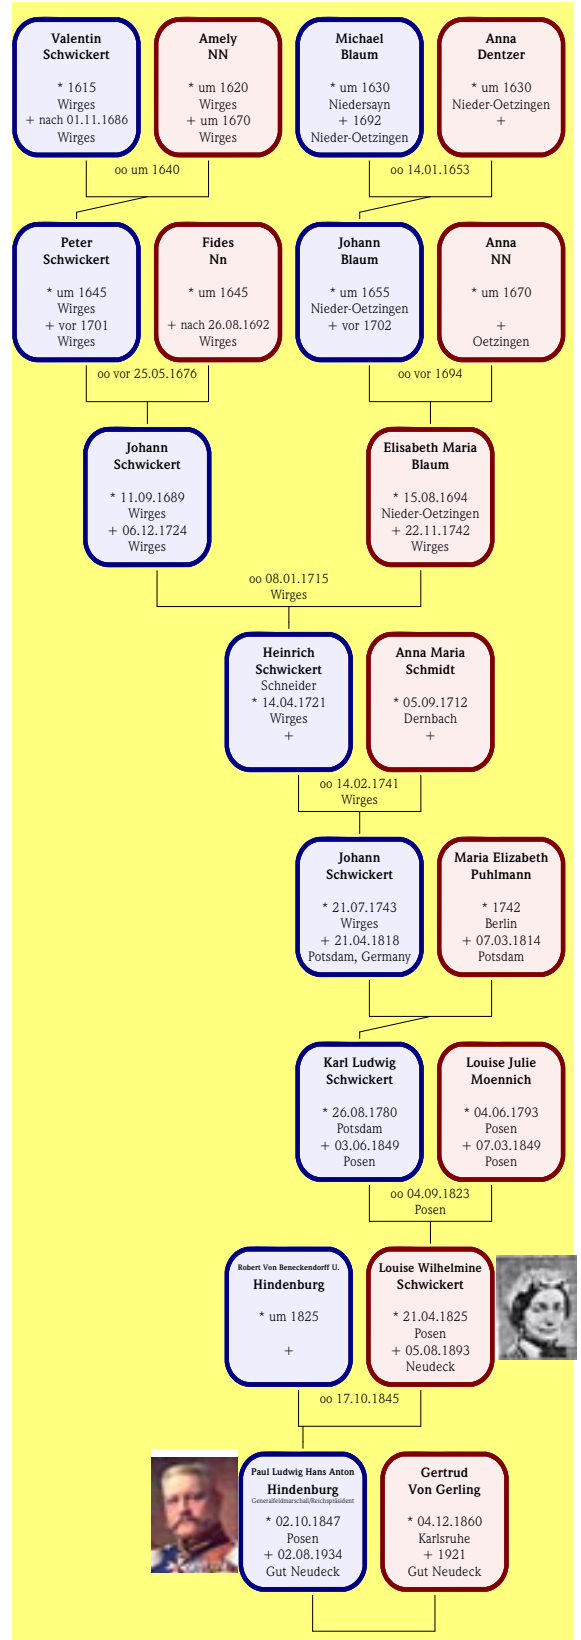 Valentin
Schwickert
* 1615
Wirges
+ nach 01.11.1686
Wirges
Amely
NN
* um 1620
Wirges
+ um 1670
Wirges
Michael
Blaum
* um 1630
Niedersayn
+ 1692
Nieder-Oetzingen
Anna
Dentzer
* um 1630
Nieder-Oetzingen
+
oo um 1640
oo 14.01.1653
Peter
Schwickert
* um 1645
Wirges
+ vor 1701
Wirges
Fides
Nn
* um 1645
+ nach 26.08.1692
Wirges
Johann
Blaum
* um 1655
Nieder-Oetzingen
+ vor 1702
Anna
NN
* um 1670
+
Oetzingen
oo vor 25.05.1676
oo vor 1694
Johann
Schwickert
* 11.09.1689
Wirges
+ 06.12.1724
Wirges
Elisabeth Maria
Blaum
* 15.08.1694
Nieder-Oetzingen
+ 22.11.1742
Wirges
oo 08.01.1715
Wirges
Heinrich
Schwickert
Schneider
* 14.04.1721
Wirges
+
Anna Maria
Schmidt
* 05.09.1712
Dernbach
+
oo 14.02.1741
Wirges
Johann
Schwickert
* 21.07.1743
Wirges
+ 21.04.1818
Potsdam, Germany
Maria Elizabeth
Puhlmann
* 1742
Berlin
+ 07.03.1814
Potsdam
Karl Ludwig
Schwickert
* 26.08.1780
Potsdam
+ 03.06.1849
Posen
Louise Julie
Moennich
* 04.06.1793
Posen
+ 07.03.1849
Posen
oo 04.09.1823
Posen
Robert Von Beneckendorff U.
Hindenburg
* um 1825
+
Louise Wilhelmine
Schwickert
* 21.04.1825
Posen
+ 05.08.1893
Neudeck
oo 17.10.1845
Paul Ludwig Hans Anton
Hindenburg
Generalfeldmarschall/Reichspräsident
* 02.10.1847
Posen
+ 02.08.1934
Gut Neudeck
Gertrud
Von Gerling
* 04.12.1860
Karlsruhe
+ 1921
Gut Neudeck